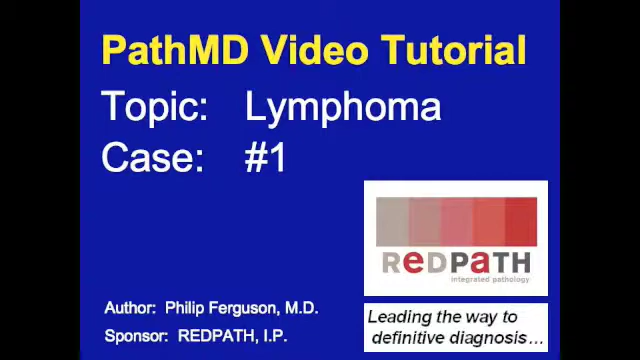 PathMD Video Tutorial
Topic: Lymphoma
Case: #1
REDPATH
integrated pathology
Author: Philip Ferguson, M.D.
Sponsor: REDPATH, I.P.
Leading the way to
definitive diagnosis...